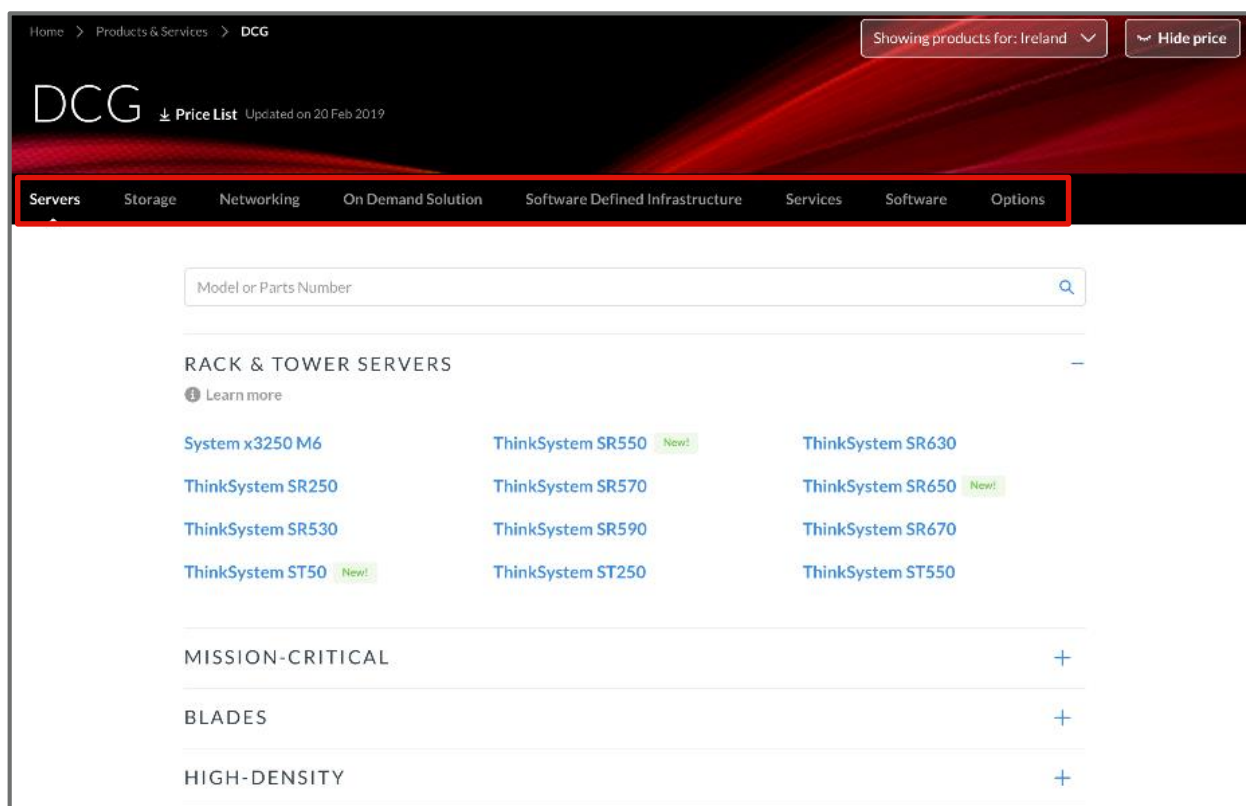 Home > Products & Services > DCG
Showing products for: Ireland
Hide price
DCG Price List Updated on 20 Feb 2019
Servers Storage Networking On Demand Solution Software Defined Infrastructure Services Software Options
Model or Parts Number
RACK & TOWER SERVERS
Learn more
System x3250 M6 ThinkSystem SR550 New! ThinkSystem SR630
ThinkSystem SR250 ThinkSystem SR570 ThinkSystem SR650 New!
ThinkSystem SR530 ThinkSystem SR590 ThinkSystem SR670
ThinkSystem ST50 New! ThinkSystem ST250 ThinkSystem ST550
MISSION-CRITICAL
BLADES
HIGH-DENSITY